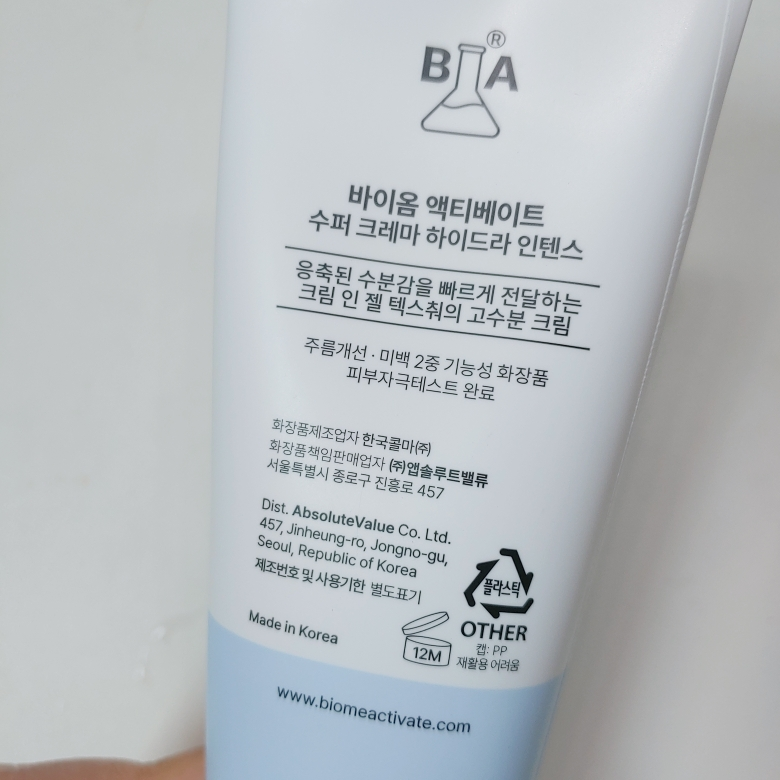 B A ®
바이옴 액티베이트
수퍼 크레마 하이드라 인텐스
응축된 수분감을 빠르게 전달하는
크림 인 젤 텍스춰의 고수분 크림
주름개선 · 미백 2중 기능성 화장품
피부자극테스트 완료
화장품제조업자 한국콜마㈜
화장품책임판매업자 ㈜앱솔루트밸류
서울특별시 종로구 진흥로 457
Dist. AbsoluteValue Co. Ltd.
457, Jinheung-ro, Jongno-gu,
Seoul, Republic of Korea
제조번호 및 사용기한 별도표기
Made in Korea
12M
플라스틱
OTHER
캡: PP
재활용 어려움
www.biomeactivate.com